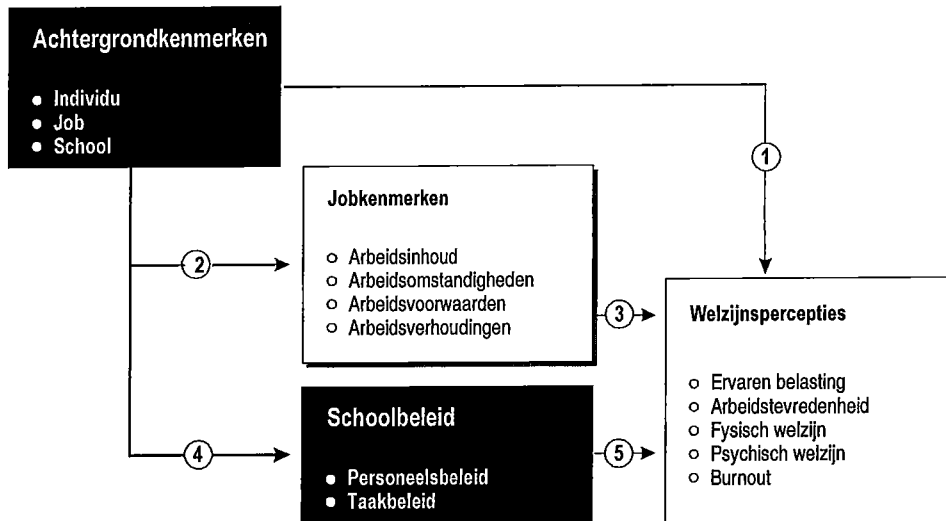 Achtergrondkenmerken
● Individu
● Job
● School
1
Jobkenmerken
○ Arbeidsinhoud
○ Arbeidsomstandigheden
○ Arbeidsvoorwaarden
○ Arbeidsverhoudingen
2
3
Welzijnspercepties
○ Ervaren belasting
○ Arbeidstevredenheid
○ Fysisch welzijn
○ Psychisch welzijn
○ Burnout
Schoolbeleid
● Personeelsbeleid
● Taakbeleid
4
5